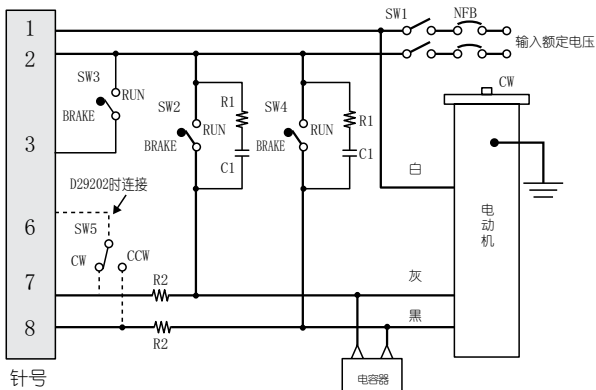 SW1
NFB
输入额定电压
1
2
3
6
7
8
针号
SW3
RUN
BRAKE
SW2
RUN
BRAKE
R1
C1
SW4
RUN
BRAKE
R1
C1
CW
白
电动机
D29202时连接
SW5
CW
CCW
R2
灰
黑
R2
电容器